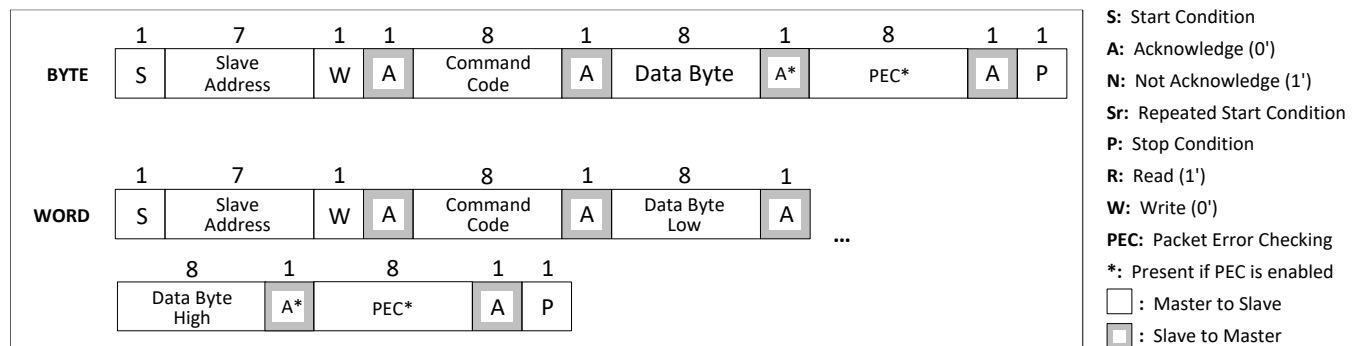 1 7 1 1 8 1 8 1 8 1 1
BYTE S Slave Address W A Command Code A Data Byte A* PEC* A P
1 7 1 8 1 8 1
WORD S Slave Address W A Command Code A Data Byte Low A ...
8 1 8 1 1
Data Byte High A* PEC* A P
S: Start Condition
A: Acknowledge (0')
N: Not Acknowledge (1')
Sr: Repeated Start Condition
P: Stop Condition
R: Read (1')
W: Write (0')
PEC: Packet Error Checking
*: Present if PEC is enabled
: Master to Slave
: Slave to Master